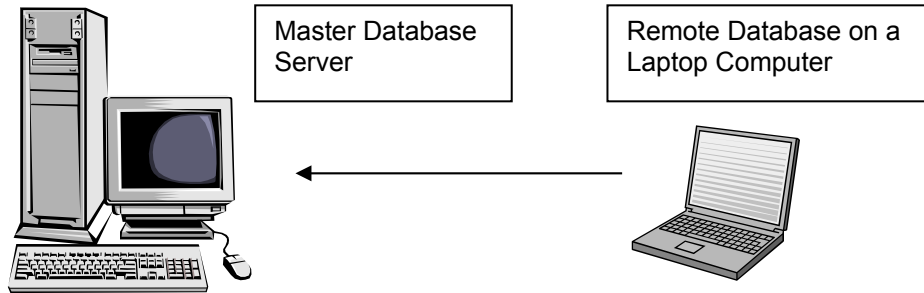 Master Database
Server
Remote Database on a
Laptop Computer